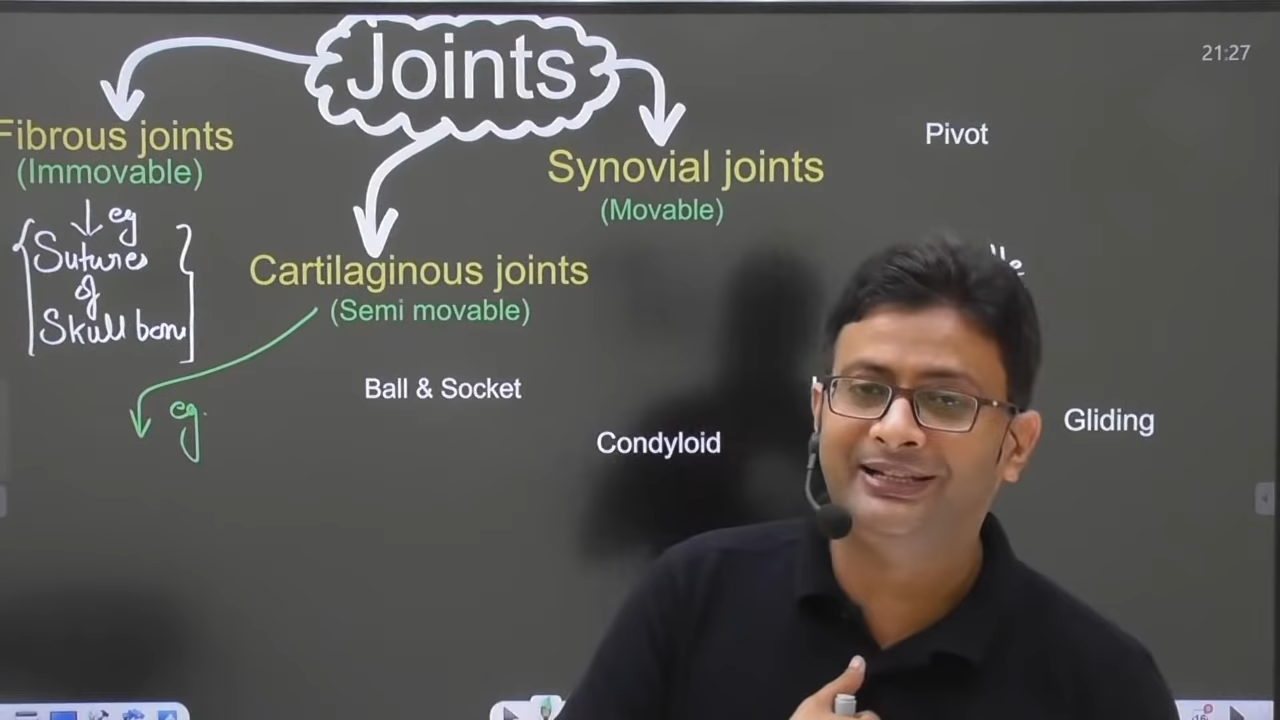 Joints
21:27
Fibrous joints
(Immovable)
eg
Sutures
of
Skull bone
Synovial joints
(Movable)
Pivot
Cartilaginous joints
(Semi movable)
eg.
Ball & Socket
Condyloid
Gliding